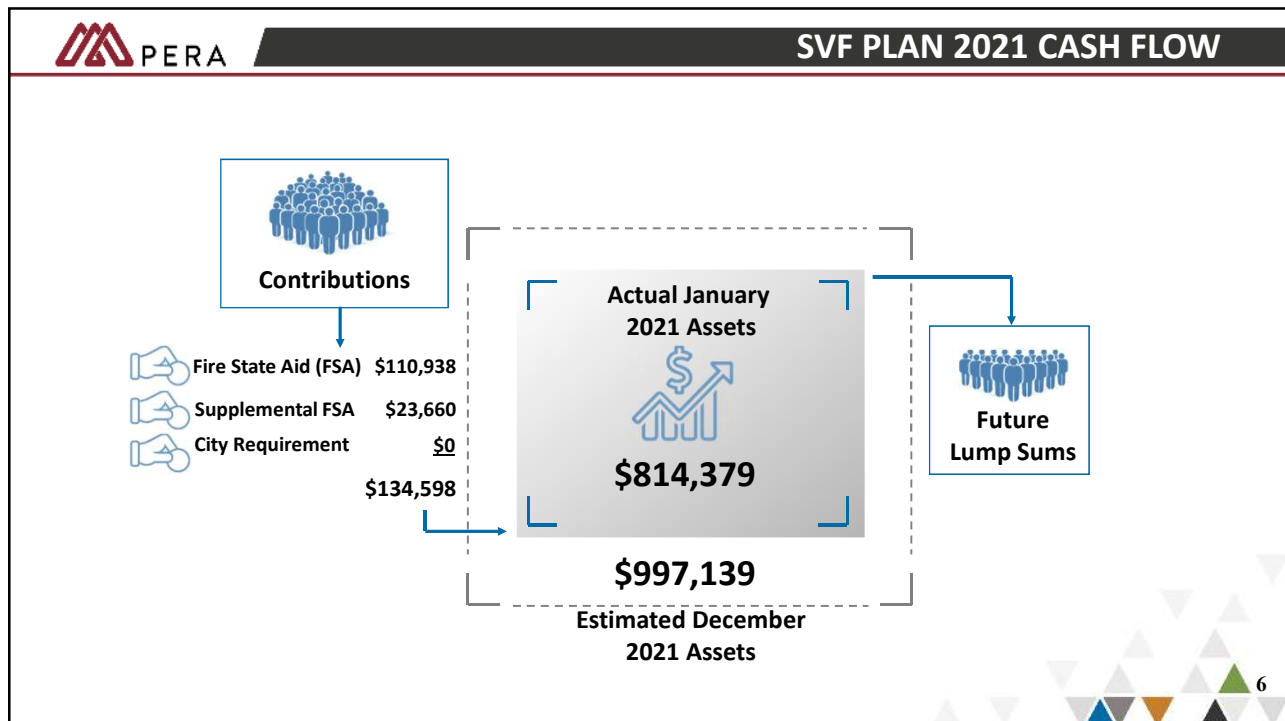 PERA
SVF PLAN 2021 CASH FLOW
Contributions
Fire State Aid (FSA) $110,938
Supplemental FSA $23,660
City Requirement $0
$134,598
Actual January
2021 Assets
$
$814,379
$997,139
Estimated December
2021 Assets
Future
Lump Sums
6